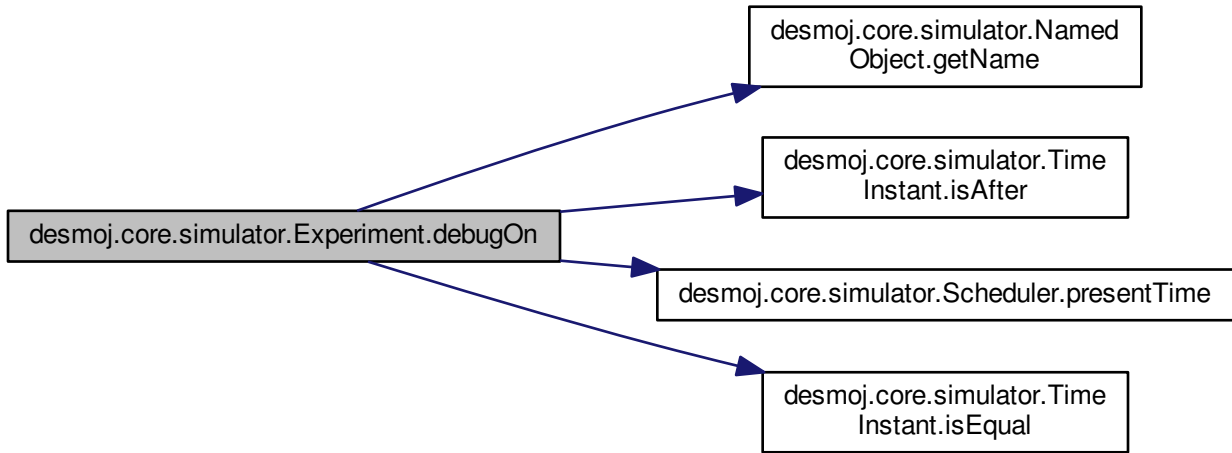 desmoj.core.simulator.Named
Object.getName
desmoj.core.simulator.Time
Instant.isAfter
desmoj.core.simulator.Experiment.debugOn
desmoj.core.simulator.Scheduler.presentTime
desmoj.core.simulator.Time
Instant.isEqual